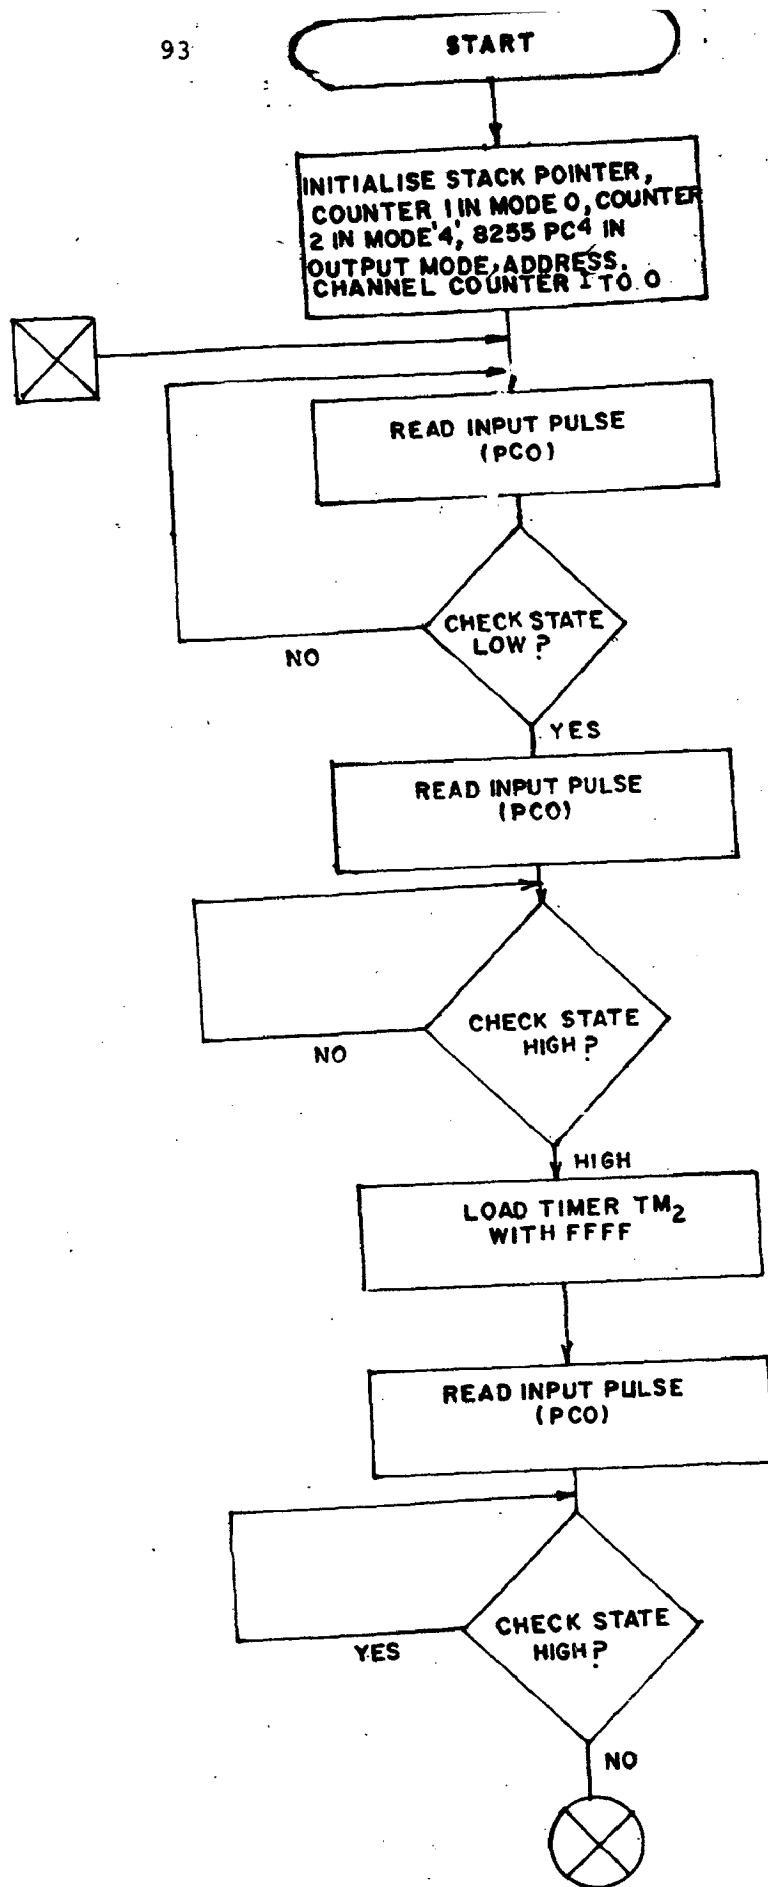 93
START
INITIALISE STACK POINTER,
COUNTER 1 IN MODE 0, COUNTER
2 IN MODE '4', 8255 PC4 IN
OUTPUT MODE, ADDRESS.
CHANNEL COUNTER I TO 0
READ INPUT PULSE
(PCO)
CHECK STATE
LOW ?
NO
YES
READ INPUT PULSE
(PCO)
CHECK STATE
HIGH ?
NO
HIGH
LOAD TIMER TM2
WITH FFFF
READ INPUT PULSE
(PCO)
CHECK STATE
HIGH ?
YES
NO